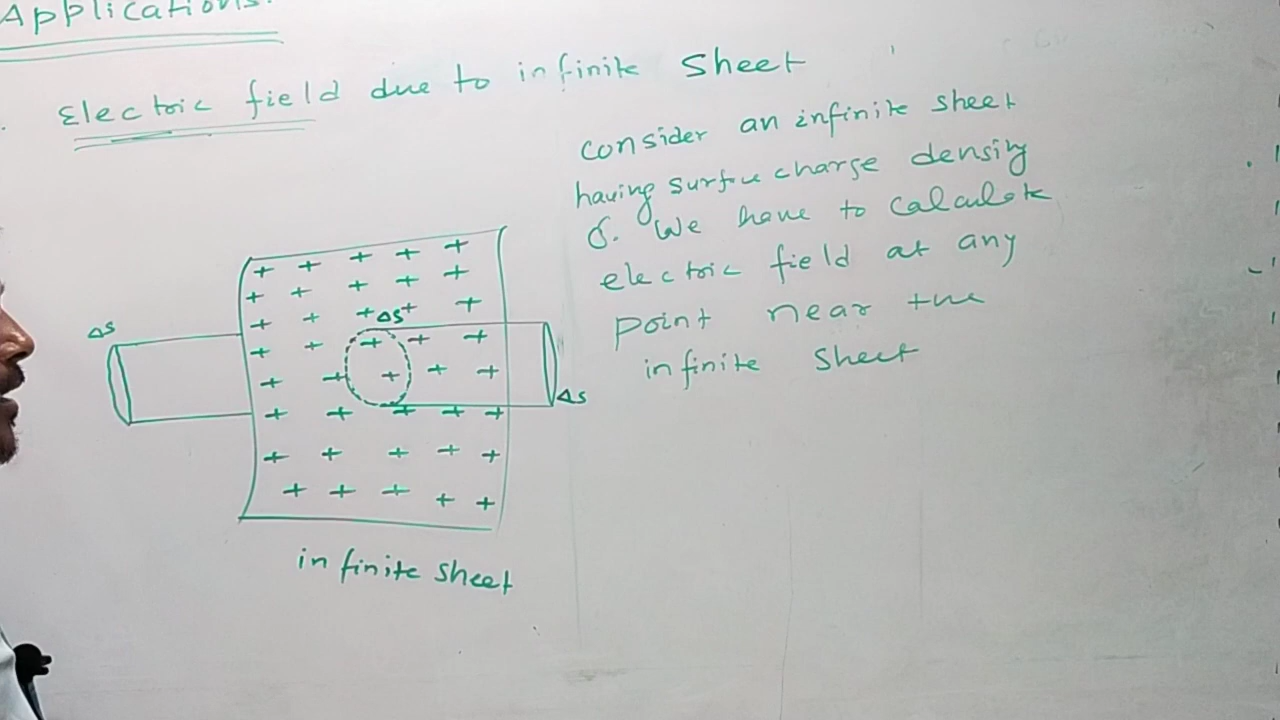 Applications:
Electric field due to infinite sheet
Consider an infinite sheet
having surface charge density
σ. We have to calculate
electric field at any
point near the
infinite sheet
ΔS
ΔS
ΔS
infinite sheet